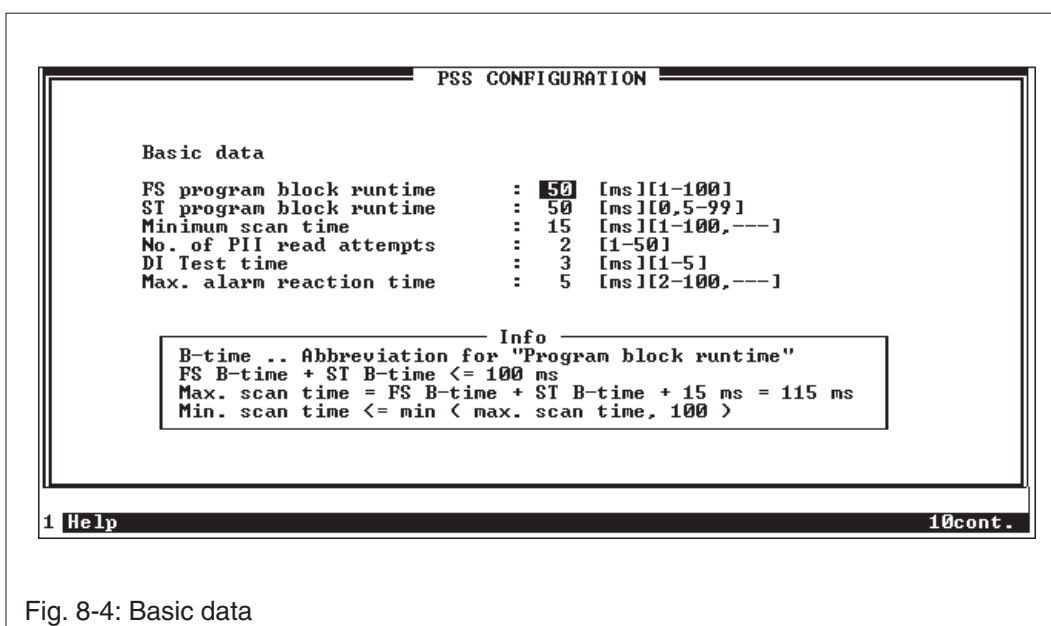 PSS CONFIGURATION
Basic data
FS program block runtime : 50 [ms][1-100]
ST program block runtime : 50 [ms][0,5-99]
Minimum scan time : 15 [ms][1-100,---]
No. of PII read attempts : 2 [1-50]
DI Test time : 3 [ms][1-5]
Max. alarm reaction time : 5 [ms][2-100,---]
Info
B-time .. Abbreviation for "Program block runtime"
FS B-time + ST B-time <= 100 ms
Max. scan time = FS B-time + ST B-time + 15 ms = 115 ms
Min. scan time <= min ( max. scan time, 100 )
1 Help 10cont.
Fig. 8-4: Basic data